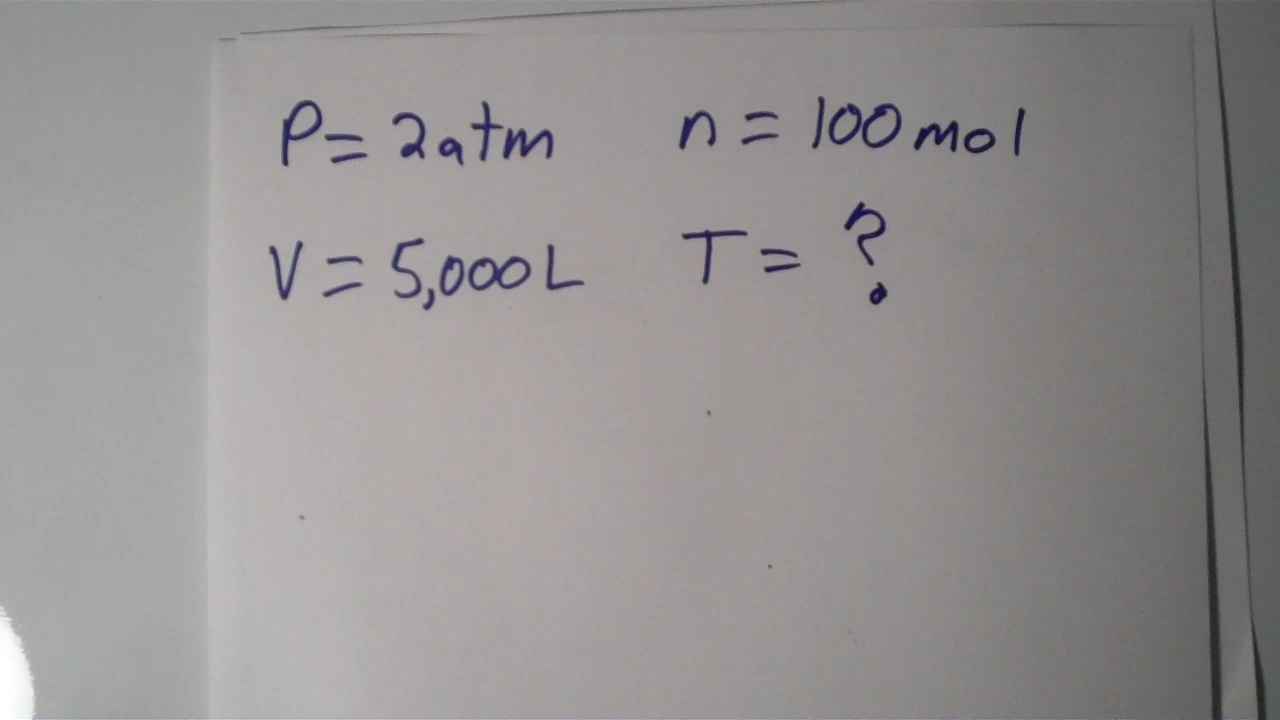 P = 2atm n = 100mol
V = 5,000L T = ?